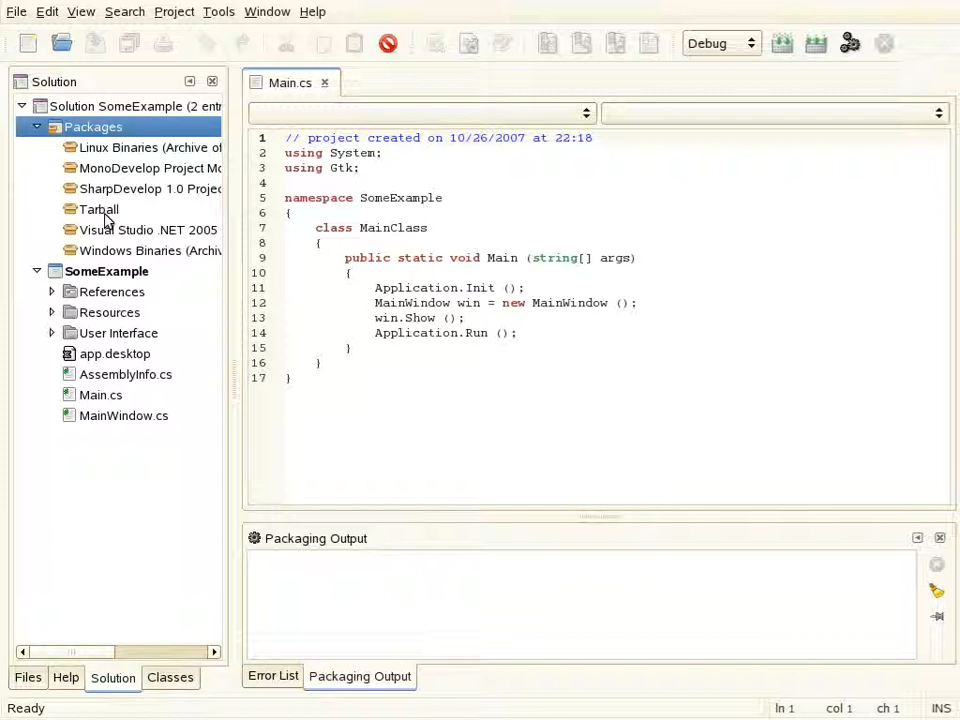 File Edit View Search Project Tools Window Help
Debug
Solution
Main.cs
Solution SomeExample (2 entr
Packages
Linux Binaries (Archive of
MonoDevelop Project Mo
SharpDevelop 1.0 Projec
Tarball
Visual Studio .NET 2005
Windows Binaries (Archiv
SomeExample
References
Resources
User Interface
app.desktop
AssemblyInfo.cs
Main.cs
MainWindow.cs
1 // project created on 10/26/2007 at 22:18
2 using System;
3 using Gtk;
4
5 namespace SomeExample
6 {
7 class MainClass
8 {
9 public static void Main (string[] args)
10 {
11 Application.Init ();
12 MainWindow win = new MainWindow ();
13 win.Show ();
14 Application.Run ();
15 }
16 }
17 }
Packaging Output
Files Help Solution Classes
Error List Packaging Output
Ready ln 1 col 1 ch 1 INS